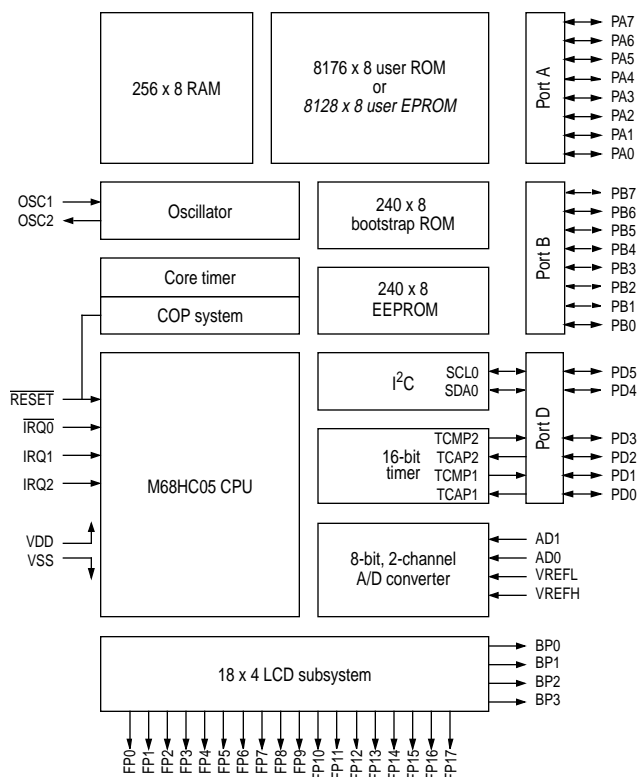 256 x 8 RAM
8176 x 8 user ROM
or
8128 x 8 user EPROM
Port A
PA7
PA6
PA5
PA4
PA3
PA2
PA1
PA0
OSC1
OSC2
Oscillator
240 x 8
bootstrap ROM
Port B
PB7
PB6
PB5
PB4
PB3
PB2
PB1
PB0
Core timer
COP system
240 x 8
EEPROM
RESET
IRQ0
IRQ1
IRQ2
VDD
VSS
M68HC05 CPU
I²C
SCL0
SDA0
16-bit
timer
TCMP2
TCAP2
TCMP1
TCAP1
Port D
PD5
PD4
PD3
PD2
PD1
PD0
8-bit, 2-channel
A/D converter
AD1
AD0
VREFL
VREFH
18 x 4 LCD subsystem
BP0
BP1
BP2
BP3
FP0
FP1
FP2
FP3
FP4
FP5
FP6
FP7
FP8
FP9
FP10
FP11
FP12
FP13
FP14
FP15
FP16
FP17